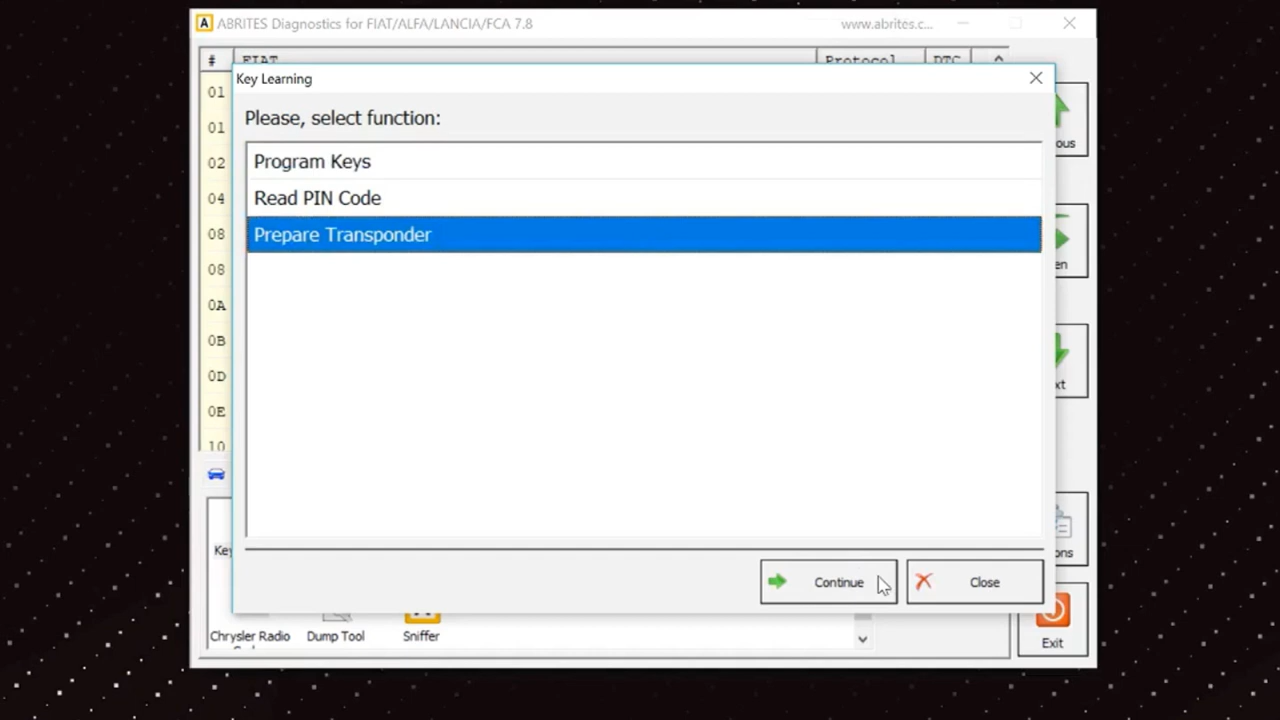 A ABRITES Diagnostics for FIAT/ALFA/LANCIA/FCA 7.8 www.abrites.c...
# FIAT Protocol DTC
Key Learning
Please, select function:
Program Keys
Read PIN Code
Prepare Transponder
01
01
02
04
08
08
0A
0B
0D
0E
10
ous
en
xt
ons
Key
Continue
Close
Chrysler Radio
Dump Tool
Sniffer
Exit